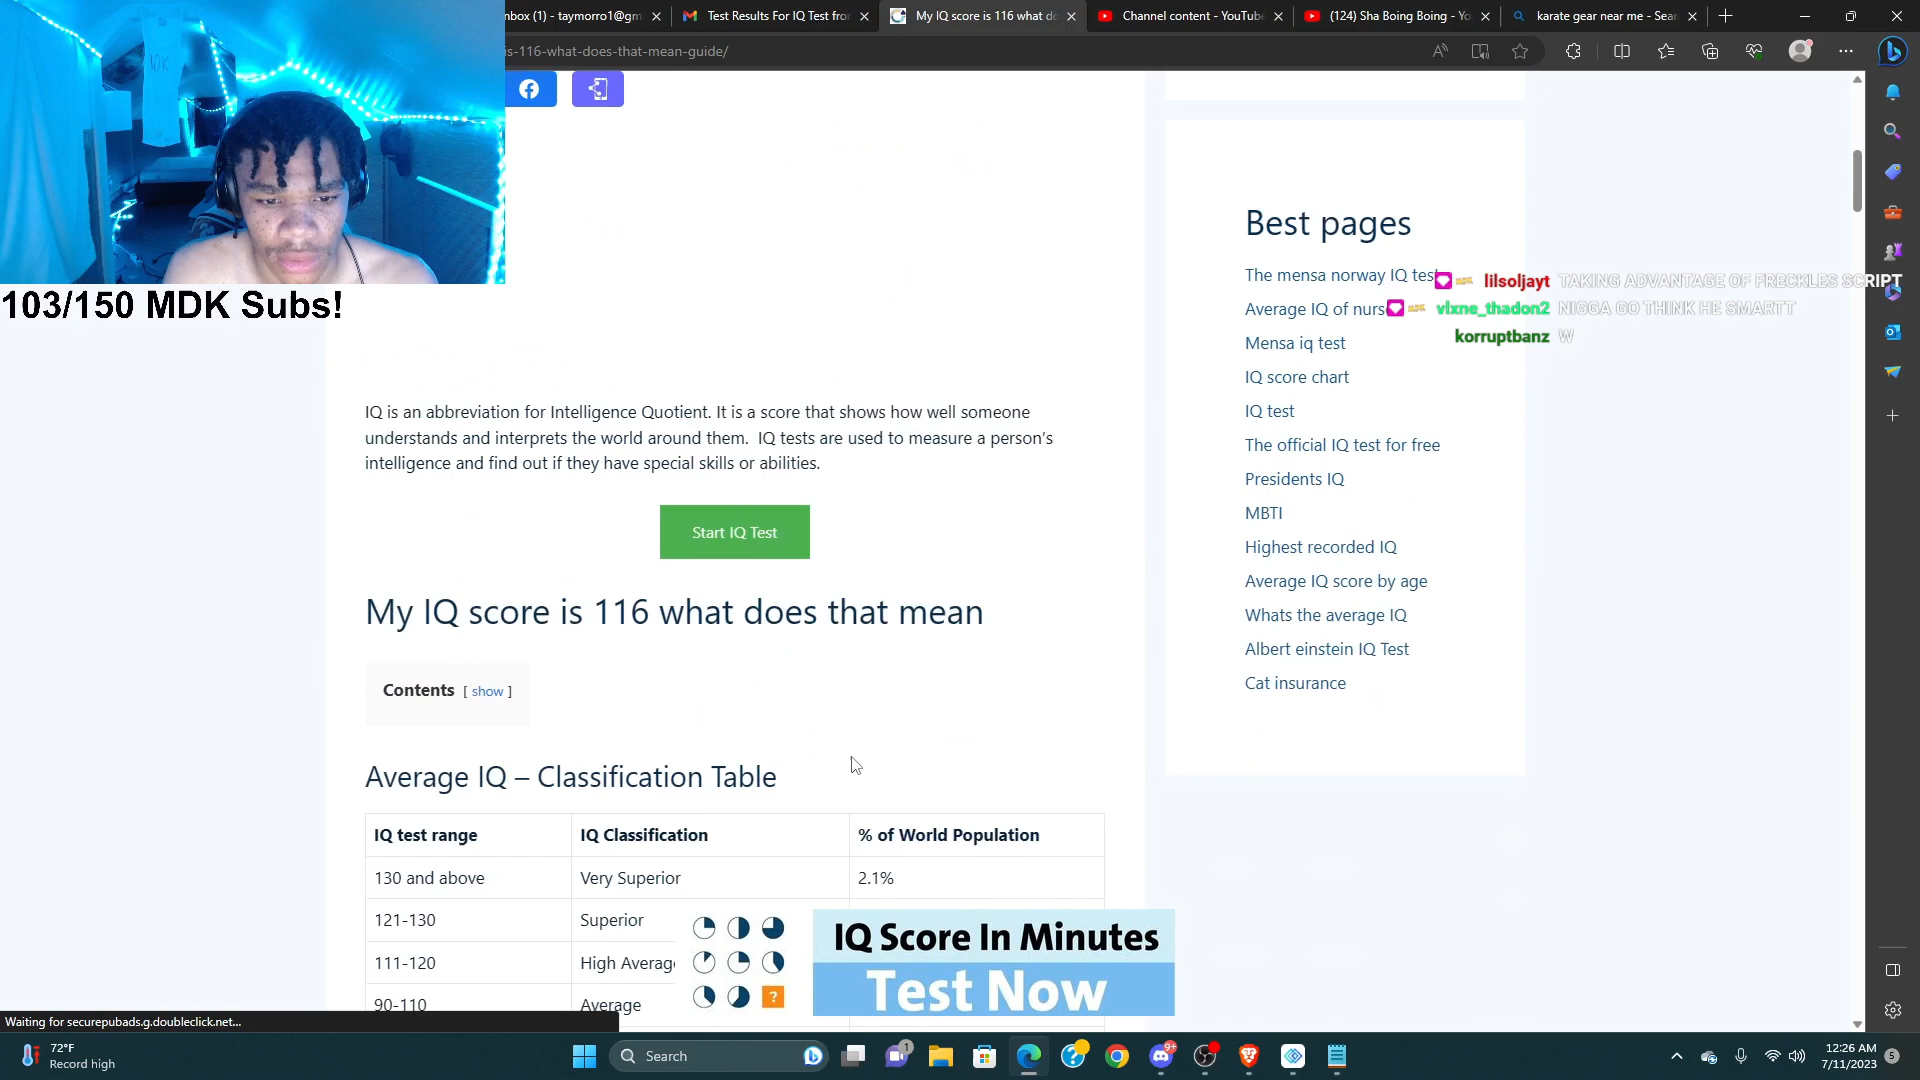 nbox (1) - taymorro1@gm
Test Results For IQ Test fro
My IQ score is 116 what do
Channel content - YouTube
(124) Sha Boing Boing - Yo
karate gear near me - Sear
is-116-what-does-that-mean-guide/
10K
103/150 MDK Subs!
Best pages
The mensa norway IQ test
Average IQ of nurs
Mensa iq test
IQ score chart
IQ test
The official IQ test for free
Presidents IQ
MBTI
Highest recorded IQ
Average IQ score by age
Whats the average IQ
Albert einstein IQ Test
Cat insurance
lilsoljayt TAKING ADVANTAGE OF FRECKLES SCRIPT
vlxne_thadon2 NIGGA GO THINK HE SMARTT
korruptbanz W
IQ is an abbreviation for Intelligence Quotient. It is a score that shows how well someone
understands and interprets the world around them. IQ tests are used to measure a person's
intelligence and find out if they have special skills or abilities.
Start IQ Test
My IQ score is 116 what does that mean
Contents [ show ]
Average IQ – Classification Table
IQ test range IQ Classification % of World Population
130 and above Very Superior 2.1%
121-130 Superior
111-120 High Average
90-110 Average
?
IQ Score In Minutes
Test Now
Waiting for securepubads.g.doubleclick.net...
72°F
Record high
Search
1
9+
12:26 AM
7/11/2023
5